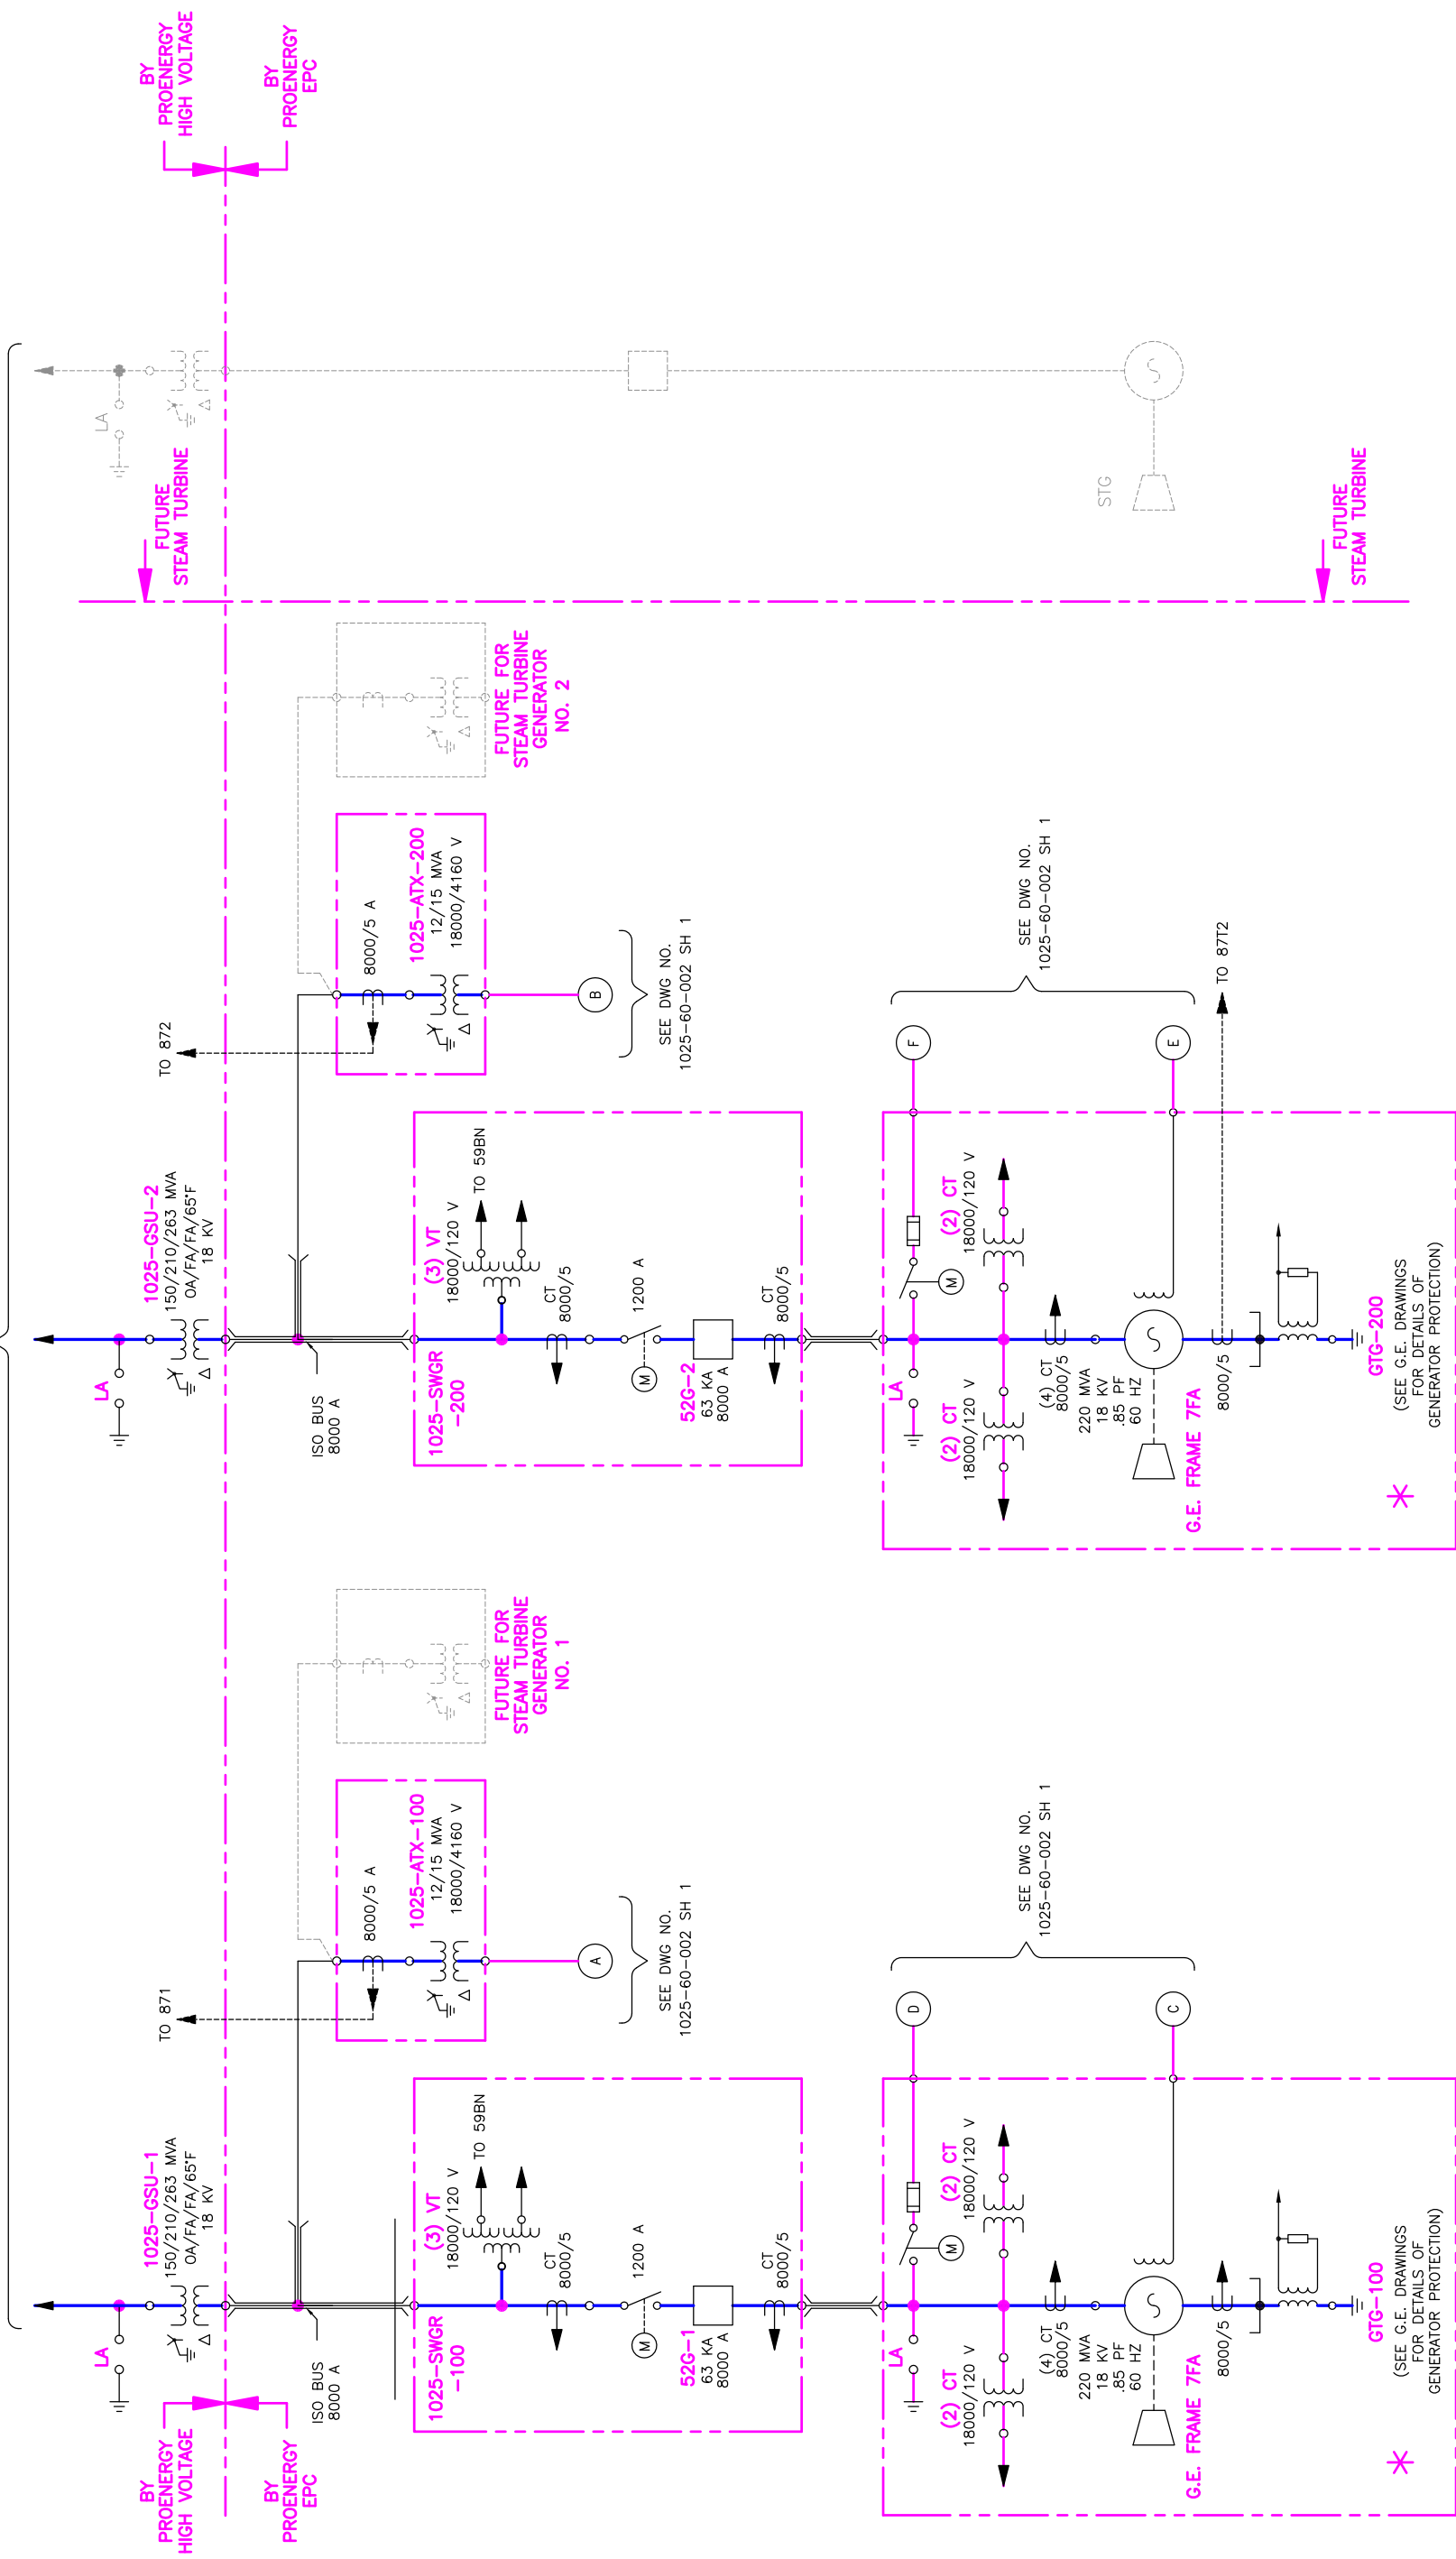 BY
PROENERGY
HIGH VOLTAGE
BY
PROENERGY
EPC
LA
1025-GSU-1
150/210/263 MVA
OA/FA/FA/65°F
18 KV
TO 871
ISO BUS
8000 A
8000/5 A
1025-ATX-100
12/15 MVA
18000/4160 V
A
SEE DWG NO.
1025-60-002 SH 1
FUTURE FOR
STEAM TURBINE
GENERATOR
NO. 1
1025-SWGR
-100
(3) VT
18000/120 V
TO 59BN
CT
8000/5
1200 A
M
52G-1
63 KA
8000 A
CT
8000/5
LA
M
D
(2) CT
18000/120 V
(2) CT
18000/120 V
SEE DWG NO.
1025-60-002 SH 1
(4) CT
8000/5
220 MVA
18 KV
.85 PF
60 HZ
C
G.E. FRAME 7FA
8000/5
GTG-100
(SEE G.E. DRAWINGS
FOR DETAILS OF
GENERATOR PROTECTION)
LA
1025-GSU-2
150/210/263 MVA
OA/FA/FA/65°F
18 KV
TO 872
ISO BUS
8000 A
8000/5 A
1025-ATX-200
12/15 MVA
18000/4160 V
B
SEE DWG NO.
1025-60-002 SH 1
FUTURE FOR
STEAM TURBINE
GENERATOR
NO. 2
1025-SWGR
-200
(3) VT
18000/120 V
TO 59BN
CT
8000/5
1200 A
M
52G-2
63 KA
8000 A
CT
8000/5
LA
M
F
(2) CT
18000/120 V
(2) CT
18000/120 V
SEE DWG NO.
1025-60-002 SH 1
(4) CT
8000/5
220 MVA
18 KV
.85 PF
60 HZ
E
G.E. FRAME 7FA
8000/5
TO 87T2
GTG-200
(SEE G.E. DRAWINGS
FOR DETAILS OF
GENERATOR PROTECTION)
FUTURE
STEAM TURBINE
LA
STG
FUTURE
STEAM TURBINE
BY
PROENERGY
HIGH VOLTAGE
BY
PROENERGY
EPC